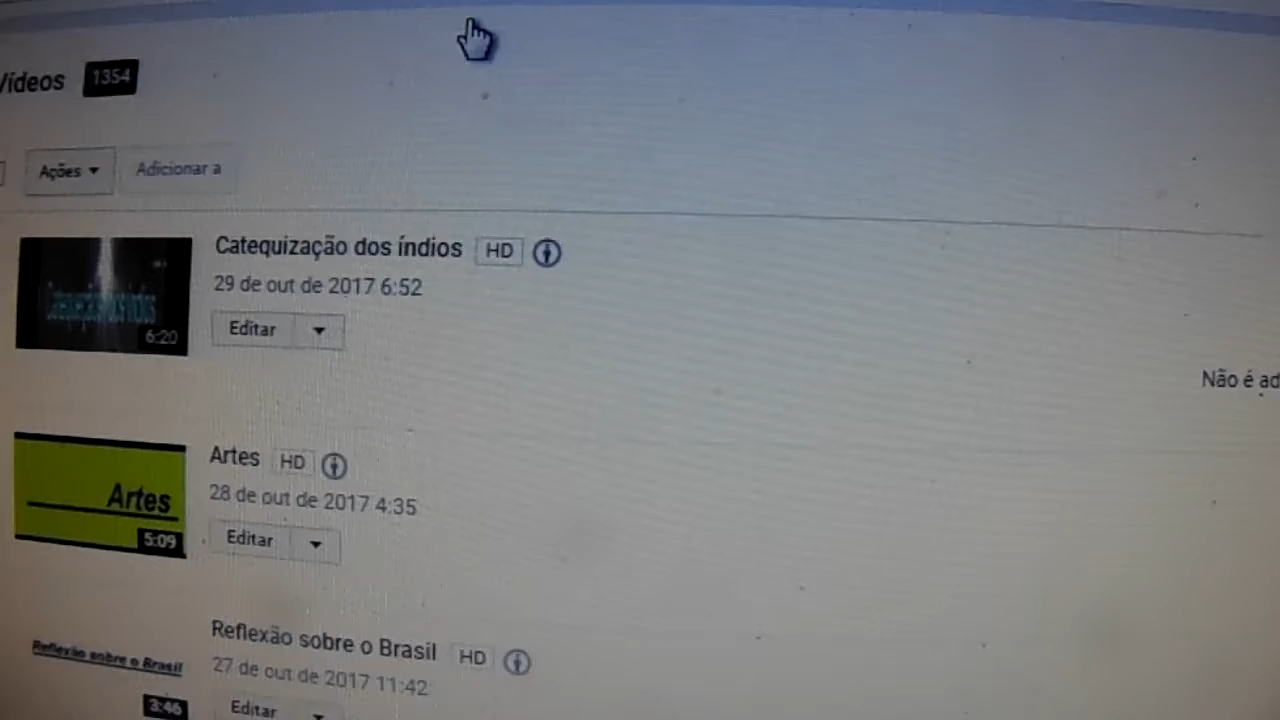 Vídeos 1354
Ações Adicionar a
Catequização dos índios HD
29 de out de 2017 6:52
6:20
Editar
Não é ad
Artes HD
Artes
28 de out de 2017 4:35
5:09
Editar
Reflexão sobre o Brasil HD
Reflexão sobre o Brasil
27 de out de 2017 11:42
3:46
Editar